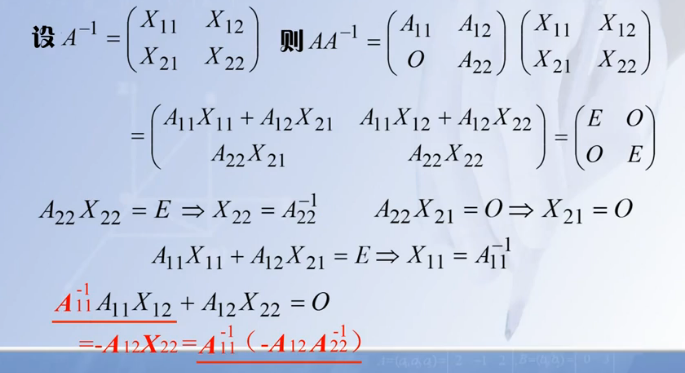 设 A^{-1} = \begin{pmatrix} X_{11} & X_{12} \\ X_{21} & X_{22} \end{pmatrix} 则 AA^{-1} = \begin{pmatrix} A_{11} & A_{12} \\ O & A_{22} \end{pmatrix} \begin{pmatrix} X_{11} & X_{12} \\ X_{21} & X_{22} \end{pmatrix}
= \begin{pmatrix} A_{11}X_{11} + A_{12}X_{21} & A_{11}X_{12} + A_{12}X_{22} \\ A_{22}X_{21} & A_{22}X_{22} \end{pmatrix} = \begin{pmatrix} E & O \\ O & E \end{pmatrix}
A_{22}X_{22} = E ⇒ X_{22} = A_{22}^{-1} A_{22}X_{21} = O ⇒ X_{21} = O
A_{11}X_{11} + A_{12}X_{21} = E ⇒ X_{11} = A_{11}^{-1}
A_{11}^{-1} A_{11}X_{12} + A_{12}X_{22} = O
=-A_{12}X_{22}=A_{11}^{-1}(-A_{12}A_{22}^{-1})